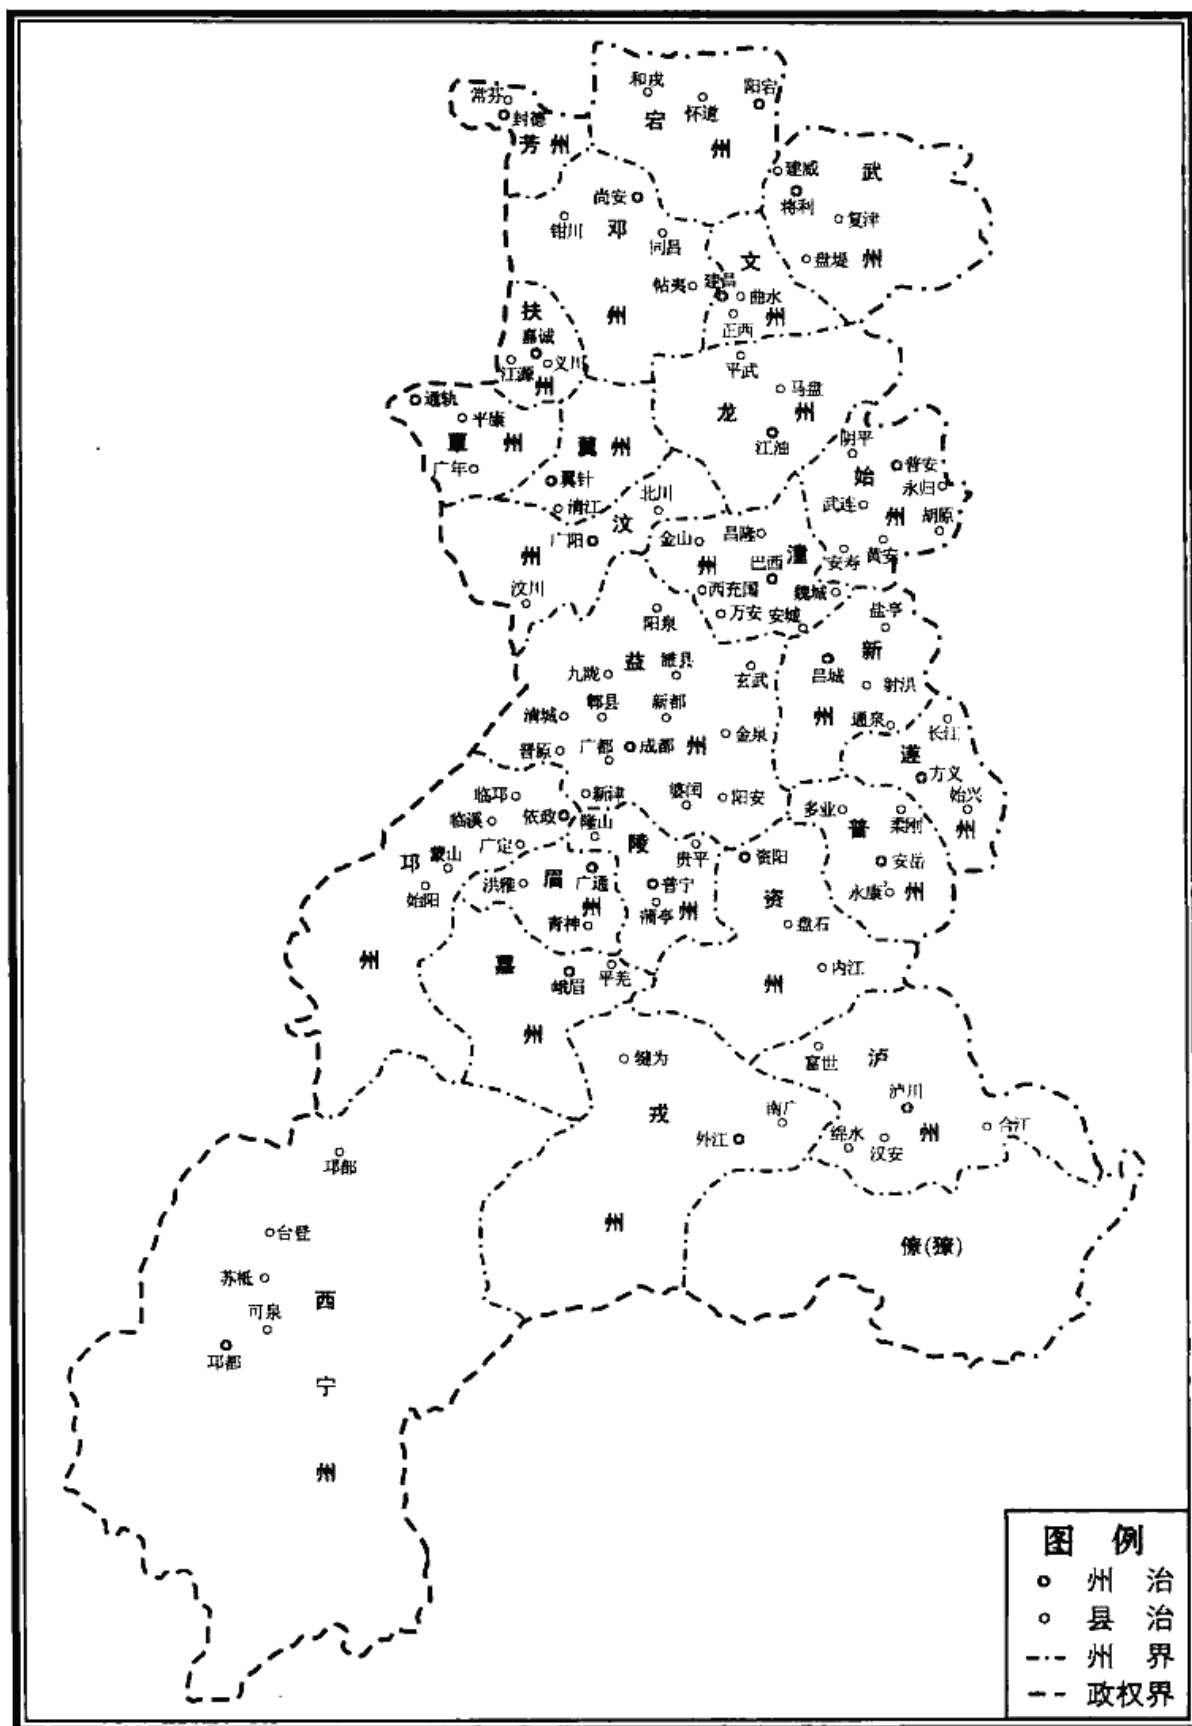 和戎
阳宕
常芬
怀道
封德
宕
芳州
州
建威
武
尚安
将利
钳川
邓
复津
同昌
文
盘堤
州
钻夷
建昌
曲水
扶
州
正西
州
嘉诚
江源
义川
平武
州
马盘
通轨
平康
龙
州
覃
州
翼州
江油
阴平
广年
翼针
始
普安
永归
清江
北川
武连
汶
州
胡原
广阳
金山
昌隆
潼
州
州
巴西
安寿
黄安
汶川
西充国
魏城
阳泉
万安
安城
盐亭
益
新
九陇
玄武
昌城
射洪
清城
郫县
新都
州
通泉
长江
晋原
广都
成都
州
金泉
遂
方义
临邛
新津
婆闰
阳安
始兴
依政
多业
柔刚
临溪
隆山
普
州
广定
陵
贵平
蒙山
资阳
安岳
邛
洪雅
眉
广通
普宁
始阳
资
永康
州
州
蒲亭
州
青神
盘石
州
嘉
峨眉
平羌
内江
州
州
犍为
富世
泸
戎
南广
泸川
外江
绵水
州
合江
汉安
邛部
州
台登
僚(獠)
苏祗
西
可泉
邛都
宁
州
图 例
州 治
县 治
州 界
政权界